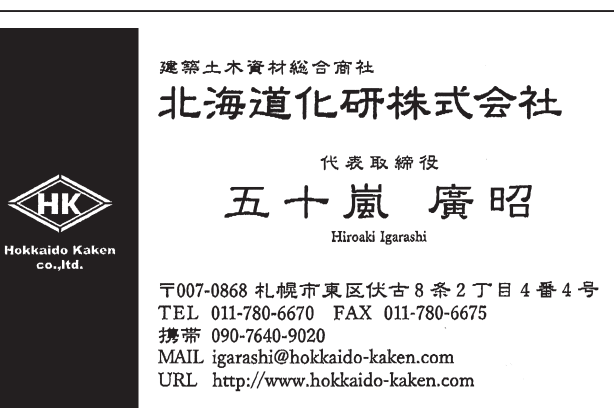 建築土木資材総合商社
北海道化研株式会社
代表取締役
五十嵐 廣昭
Hiroaki Igarashi
HK
Hokkaido Kaken
co.,ltd.
〒007-0868 札幌市東区伏古8条2丁目4番4号
TEL 011-780-6670 FAX 011-780-6675
携帯 090-7640-9020
MAIL igarashi@hokkaido-kaken.com
URL http://www.hokkaido-kaken.com